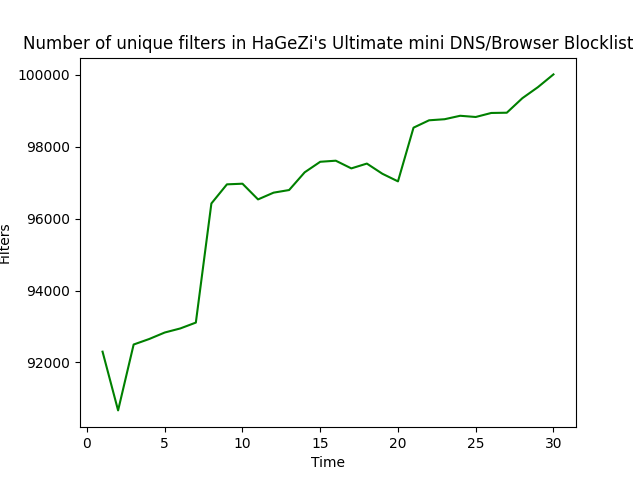 Number of unique filters in HaGeZi's Ultimate mini DNS/Browser Blocklist
100000
98000
96000
94000
92000
Filters
0 5 10 15 20 25 30
Time